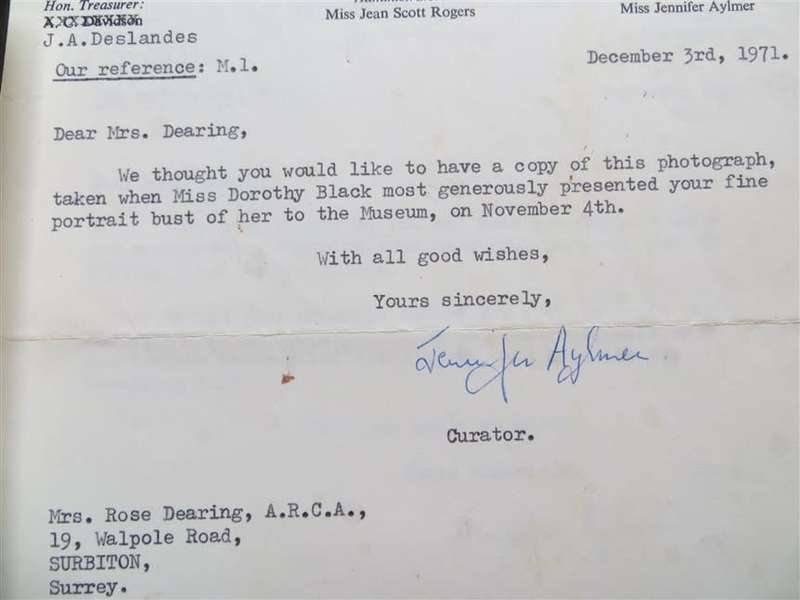 Hon. Treasurer:
Miss Jean Scott Rogers
Miss Jennifer Aylmer
A. C. Davidson
J.A.Deslandes
Our reference: M.1.
December 3rd, 1971.
Dear Mrs. Dearing,
We thought you would like to have a copy of this photograph,
taken when Miss Dorothy Black most generously presented your fine
portrait bust of her to the Museum, on November 4th.
With all good wishes,
Yours sincerely,
Jennifer Aylmer
Curator.
Mrs. Rose Dearing, A.R.C.A.,
19, Walpole Road,
SURBITON,
Surrey.